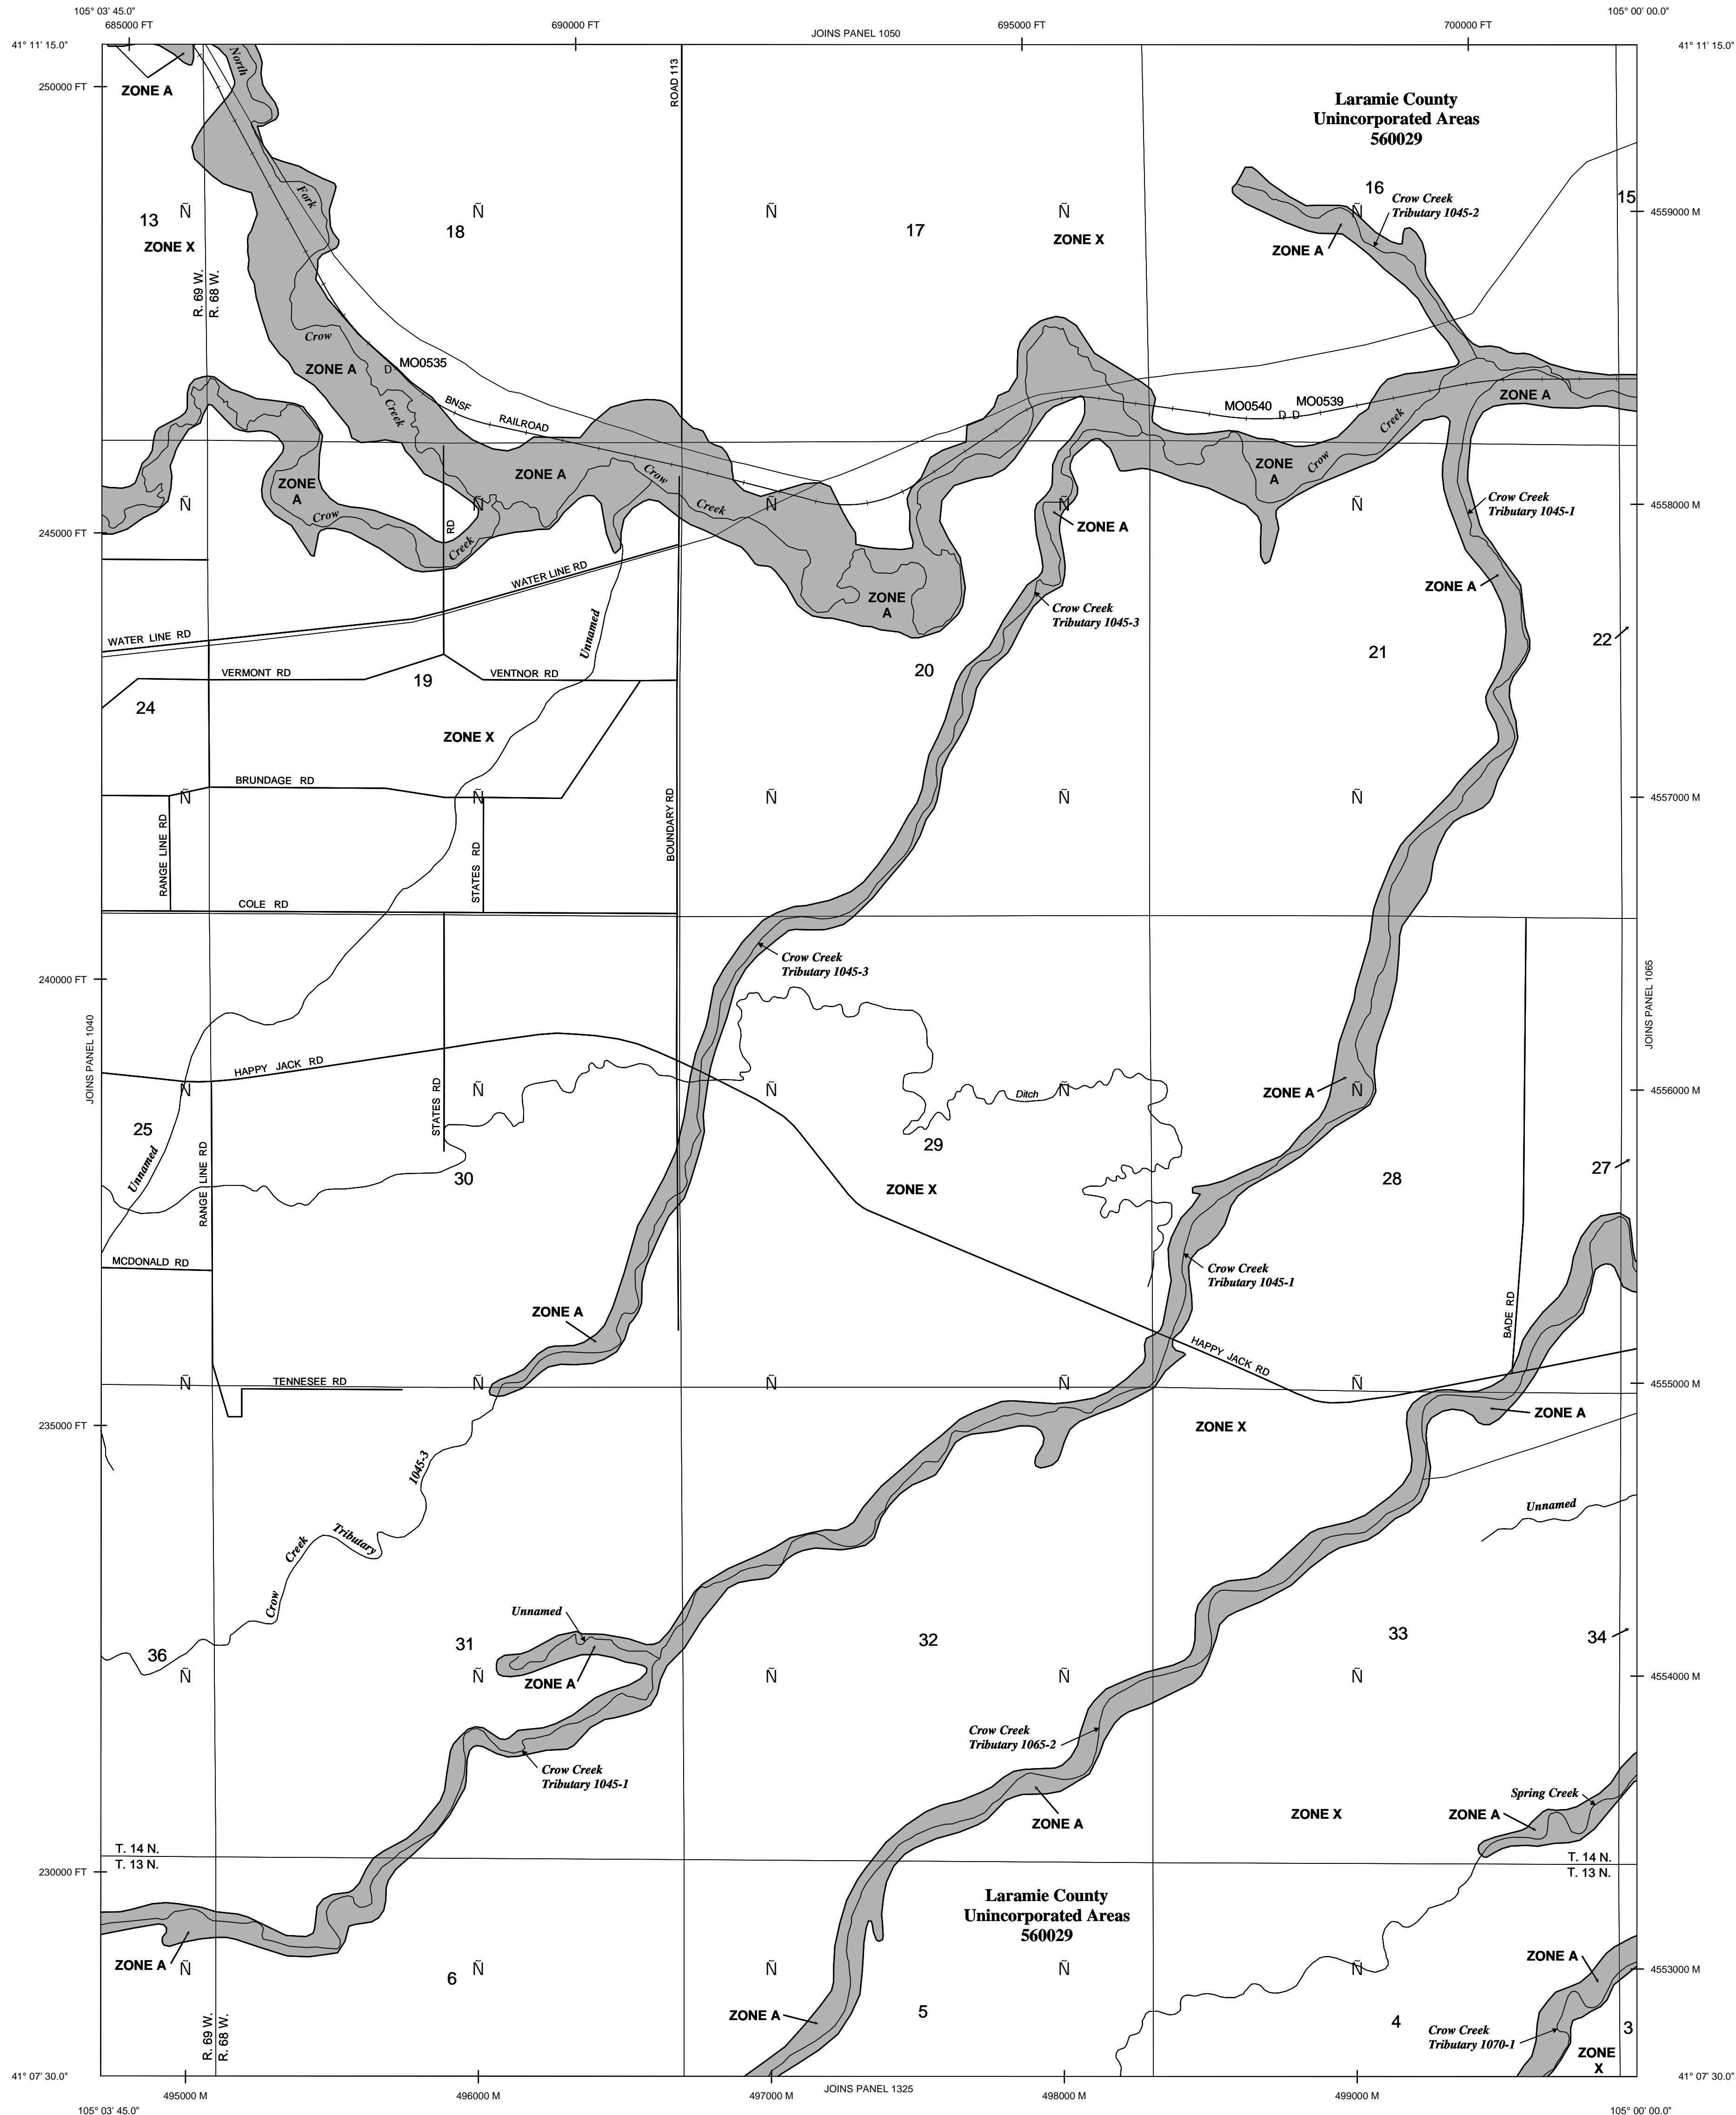 105° 03' 45.0"
685000 FT
690000 FT
JOINS PANEL 1050
695000 FT
700000 FT
105° 00' 00.0"
41° 11' 15.0"
41° 11' 15.0"
250000 FT
ZONE A
North
ROAD 113
Laramie County
Unincorporated Areas
560029
Fork
13
Ñ
Ñ
Ñ
Ñ
Ñ
18
17
16
15
Crow Creek
Tributary 1045-2
4559000 M
ZONE X
ZONE X
ZONE A
R. 69 W.
R. 68 W.
Crow
ZONE A
D
MO0535
Creek
BNSF
RAILROAD
MO0540
D D
MO0539
Creek
ZONE A
ZONE
A
Crow
Creek
RD
Ñ
Ñ
ZONE A
Crow
Creek
Ñ
Ñ
ZONE A
ZONE
A
Crow
Ñ
Crow Creek
Tributary 1045-1
4558000 M
245000 FT
WATER LINE RD
ZONE
A
Crow Creek
Tributary 1045-3
ZONE A
WATER LINE RD
Unnamed
20
21
22
VERMONT RD
19
VENTNOR RD
24
ZONE X
BRUNDAGE RD
Ñ
Ñ
Ñ
Ñ
Ñ
4557000 M
RANGE LINE RD
STATES RD
BOUNDARY RD
COLE RD
Crow Creek
Tributary 1045-3
240000 FT
JOINS PANEL 1040
JOINS PANEL 1065
HAPPY JACK RD
Ñ
Ñ
Ñ
Ditch
Ñ
ZONE A
Ñ
4556000 M
STATES RD
25
Unnamed
RANGE LINE RD
30
29
ZONE X
28
27
MCDONALD RD
Crow Creek
Tributary 1045-1
ZONE A
BADE RD
HAPPY JACK RD
TENNESEE RD
Ñ
Ñ
Ñ
Ñ
Ñ
4555000 M
235000 FT
ZONE X
ZONE A
1045-3
Tributary
Creek
Crow
Unnamed
Unnamed
36
31
32
33
34
ZONE A
Ñ
Ñ
Ñ
Ñ
Ñ
4554000 M
Crow Creek
Tributary 1065-2
Crow Creek
Tributary 1045-1
ZONE A
ZONE X
Spring Creek
ZONE A
T. 14 N.
T. 13 N.
T. 14 N.
T. 13 N.
230000 FT
Laramie County
Unincorporated Areas
560029
ZONE A
Ñ
Ñ
Ñ
Ñ
Ñ
ZONE A
4553000 M
6
5
4
3
ZONE A
Crow Creek
Tributary 1070-1
ZONE
X
R. 69 W.
R. 68 W.
41° 07' 30.0"
41° 07' 30.0"
495000 M
496000 M
497000 M
JOINS PANEL 1325
498000 M
499000 M
105° 03' 45.0"
105° 00' 00.0"